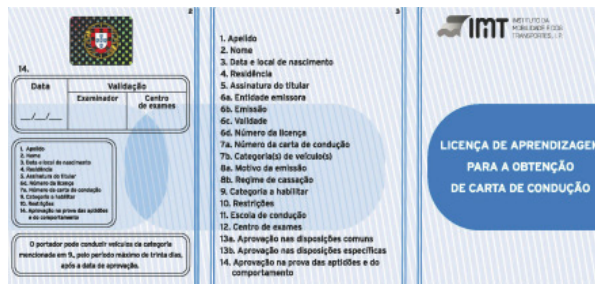 2
14.
Data
Validação
Examinador
Centro
de exames
__/__/__
1. Apelido
2. Nome
3. Data e local de nascimento
4. Residência
5. Assinatura do titular
6d. Número da licença
7a. Número da carta de condução
9. Categoria a habilitar
10. Restrições
14. Aprovação na prova das aptidões
e do comportamento
O portador pode conduzir veículos da categoria
mencionada em 9., pelo período máximo de trinta dias,
após a data de aprovação.
3
1. Apelido
2. Nome
3. Data e local de nascimento
4. Residência
5. Assinatura do titular
6a. Entidade emissora
6b. Emissão
6c. Validade
6d. Número da licença
7a. Número da carta de condução
7b. Categoria(s) de veículo(s)
8a. Motivo da emissão
8b. Regime de cassação
9. Categoria a habilitar
10. Restrições
11. Escola de condução
12. Centro de exames
13a. Aprovação nas disposições comuns
13b. Aprovação nas disposições específicas
14. Aprovação na prova das aptidões e do
comportamento
IMT
INSTITUTO DA
MOBILIDADE E DOS
TRANSPORTES, I.P.
LICENÇA DE APRENDIZAGEM
PARA A OBTENÇÃO
DE CARTA DE CONDUÇÃO